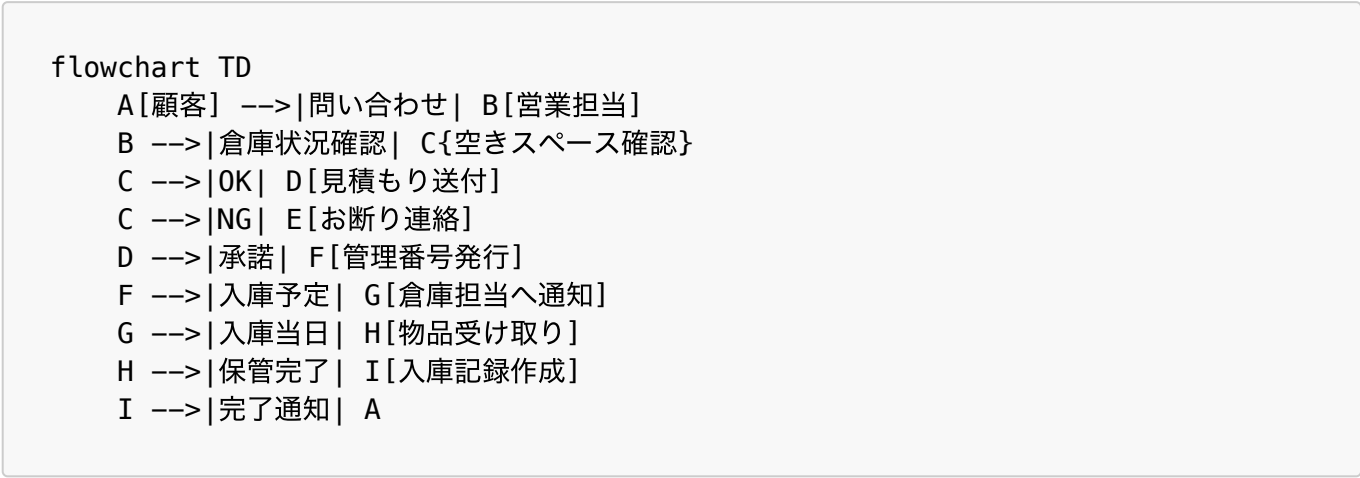 flowchart TD
    A[顧客] -->|問い合わせ| B[営業担当]
    B -->|倉庫状況確認| C{空きスペース確認}
    C -->|OK| D[見積もり送付]
    C -->|NG| E[お断り連絡]
    D -->|承諾| F[管理番号発行]
    F -->|入庫予定| G[倉庫担当へ通知]
    G -->|入庫当日| H[物品受け取り]
    H -->|保管完了| I[入庫記録作成]
    I -->|完了通知| A